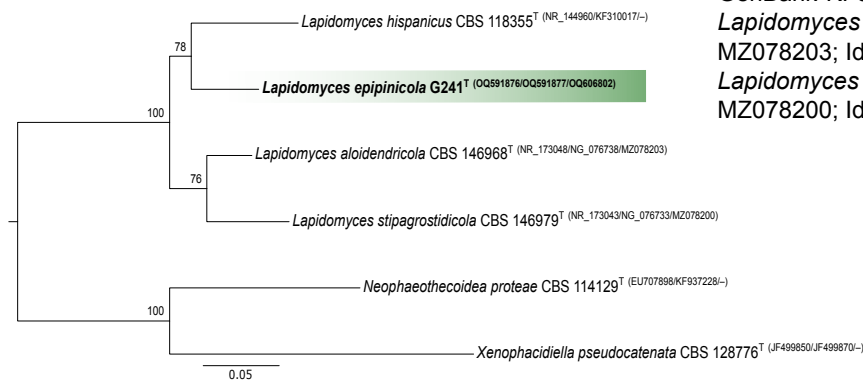 Lapidomyces hispanicus CBS 118355T (NR_144960/KF310017/–)
78
Lapidomyces epipinicola G241T (OQ591876/OQ591877/OQ606802)
100
Lapidomyces aloidendricola CBS 146968T (NR_173048/NG_076738/MZ078203)
76
Lapidomyces stipagrostidicola CBS 146979T (NR_173043/NG_076733/MZ078200)
Neophaeothecoidea proteae CBS 114129T (EU707898/KF937228/–)
100
Xenophacidiella pseudocatenata CBS 128776T (JF499850/JF499870/–)
0.05
Lapidomyces
MZ078203; Id
Lapidomyces
MZ078200; Id